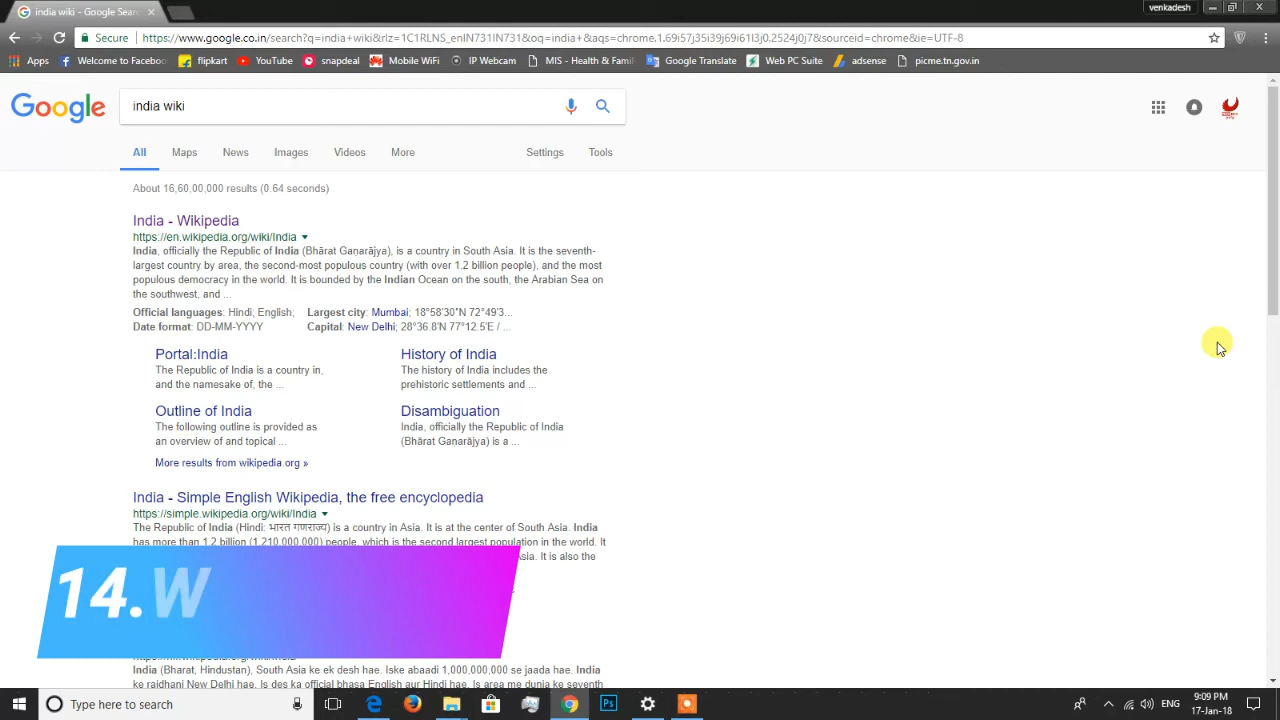 india wiki - Google Sear
venkadesh
Secure
https://www.google.co.in/search?q=india+wiki&rlz=1C1RLNS_enIN731IN731&oq=india+&aqs=chrome.1.69i57j35i39j69i61l3j0.2524j0j7&sourceid=chrome&ie=UTF-8
Apps Welcome to Faceboo flipkart YouTube snapdeal Mobile WiFi IP Webcam MIS - Health & Fami Google Translate Web PC Suite adsense picme.tn.gov.in
Google
india wiki
All Maps News Images Videos More Settings Tools
About 16,60,00,000 results (0.64 seconds)
India - Wikipedia
https://en.wikipedia.org/wiki/India
India, officially the Republic of India (Bhārat Gaṇarājya), is a country in South Asia. It is the seventh-
largest country by area, the second-most populous country (with over 1.2 billion people), and the most
populous democracy in the world. It is bounded by the Indian Ocean on the south, the Arabian Sea on
the southwest, and ...
Official languages: Hindi; English; Largest city: Mumbai; 18°58′30″N 72°49′3...
Date format: DD-MM-YYYY Capital: New Delhi; 28°36.8′N 77°12.5′E / ...
Portal:India
The Republic of India is a country in,
and the namesake of, the ...
History of India
The history of India includes the
prehistoric settlements and ...
Outline of India
The following outline is provided as
an overview of and topical ...
Disambiguation
India, officially the Republic of India
(Bhārat Gaṇarājya) is a ...
More results from wikipedia.org »
India - Simple English Wikipedia, the free encyclopedia
https://simple.wikipedia.org/wiki/India
The Republic of India (Hindi: भारत गणराज्य) is a country in Asia. It is at the center of South Asia. India
has more than 1.2 billion (1,210,000,000) people, which is the second largest population in the world. It
Asia. It is also the
14.W
India (Bharat, Hindustan), South Asia ke ek desh hae. Iske abaadi 1,000,000,000 se jaada hae. India
ke raidhani New Delhi hae. Is des ka official bhasa English aur Hindi hae. Is area me dunia ke seventh
Type here to search
Ps
ENG
9:09 PM
17-Jan-18